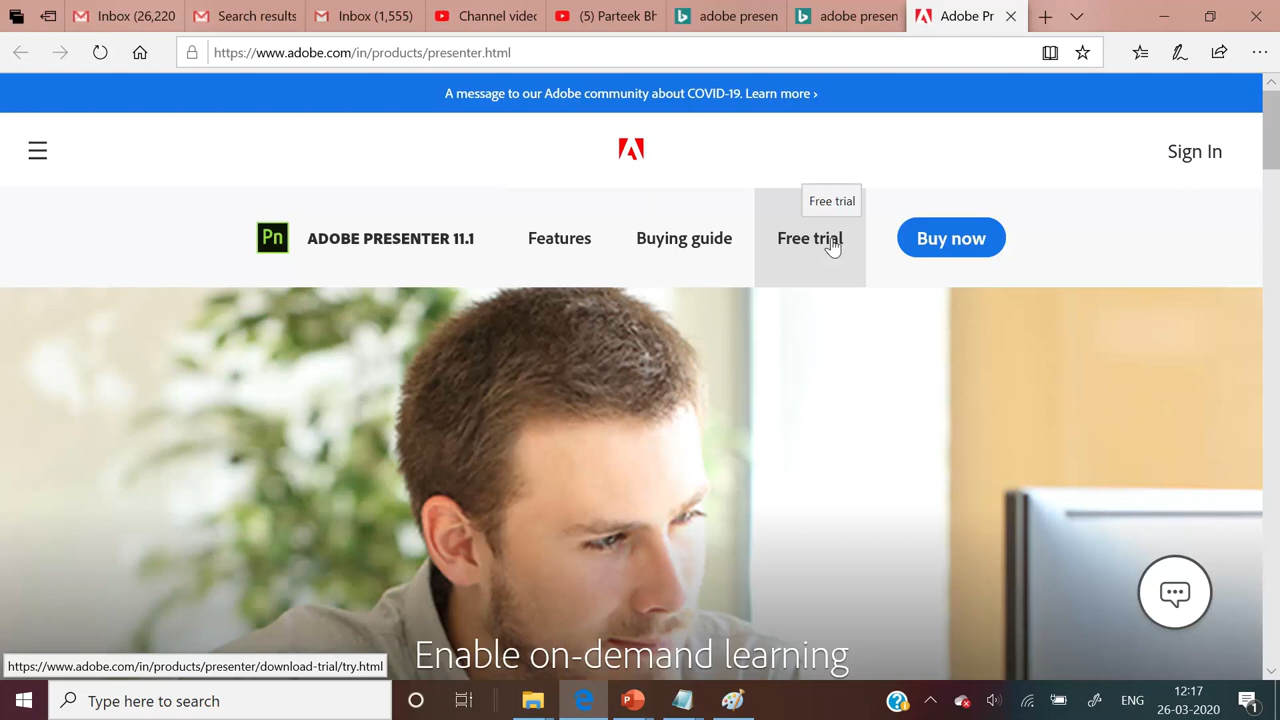 Inbox (26,220
Search results
Inbox (1,555)
Channel video
(5) Parteek Bh
adobe presen
adobe presen
Adobe Pr
https://www.adobe.com/in/products/presenter.html
A message to our Adobe community about COVID-19. Learn more ›
Sign In
Free trial
Pn
ADOBE PRESENTER 11.1
Features
Buying guide
Free trial
Buy now
Enable on-demand learning
https://www.adobe.com/in/products/presenter/download-trial/try.html
Type here to search
ENG
12:17
26-03-2020
1